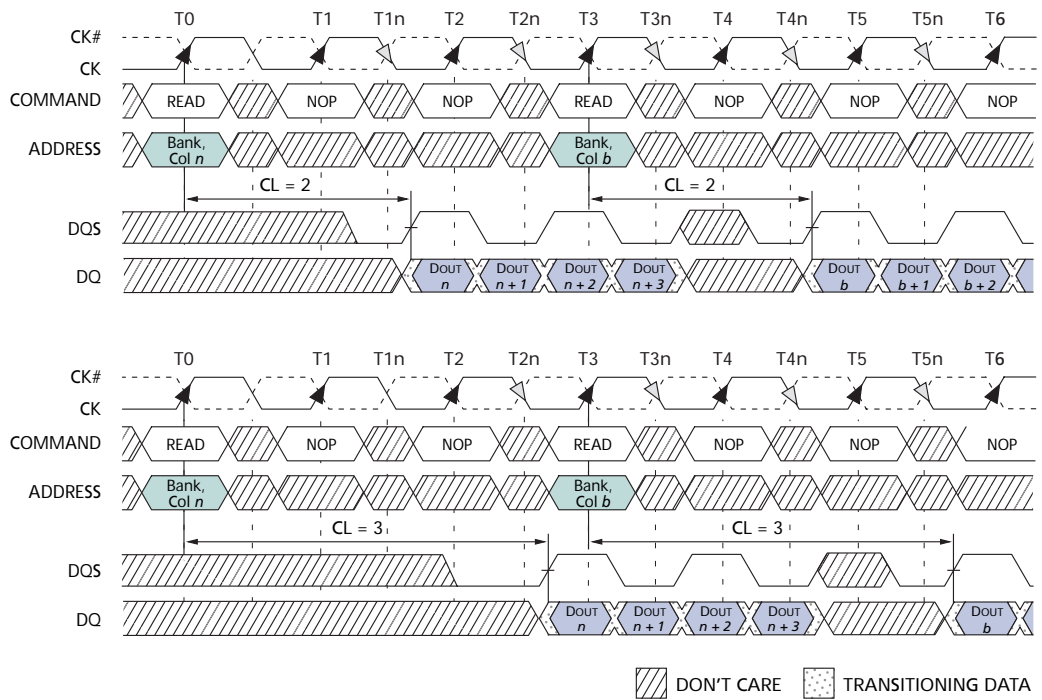 T0 T1 T1n T2 T2n T3 T3n T4 T4n T5 T5n T6
CK#
CK
COMMAND READ NOP NOP READ NOP NOP NOP
ADDRESS Bank, Col n Bank, Col b
CL = 2 CL = 2
DQS
DQ DOUT n DOUT n + 1 DOUT n + 2 DOUT n + 3 DOUT b DOUT b + 1 DOUT b + 2
T0 T1 T1n T2 T2n T3 T3n T4 T4n T5 T5n T6
CK#
CK
COMMAND READ NOP NOP READ NOP NOP NOP
ADDRESS Bank, Col n Bank, Col b
CL = 3 CL = 3
DQS
DQ DOUT n DOUT n + 1 DOUT n + 2 DOUT n + 3 DOUT b
DON'T CARE TRANSITIONING DATA